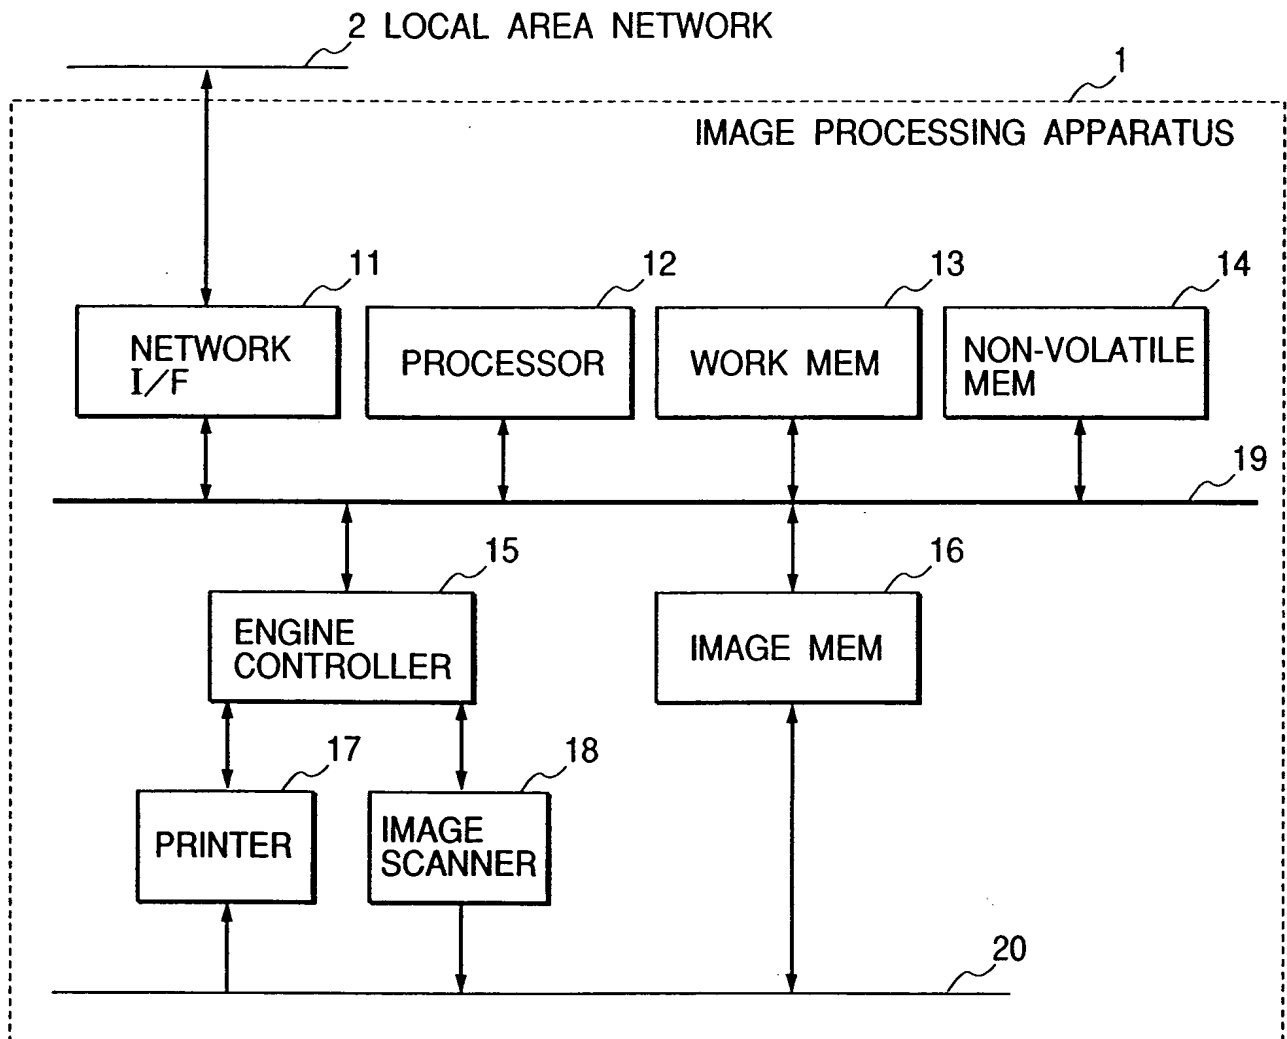 2 LOCAL AREA NETWORK
1
IMAGE PROCESSING APPARATUS
11
12
13
14
NETWORK
I/F
PROCESSOR
WORK MEM
NON-VOLATILE
MEM
19
15
16
ENGINE
CONTROLLER
IMAGE MEM
17
18
PRINTER
IMAGE
SCANNER
20